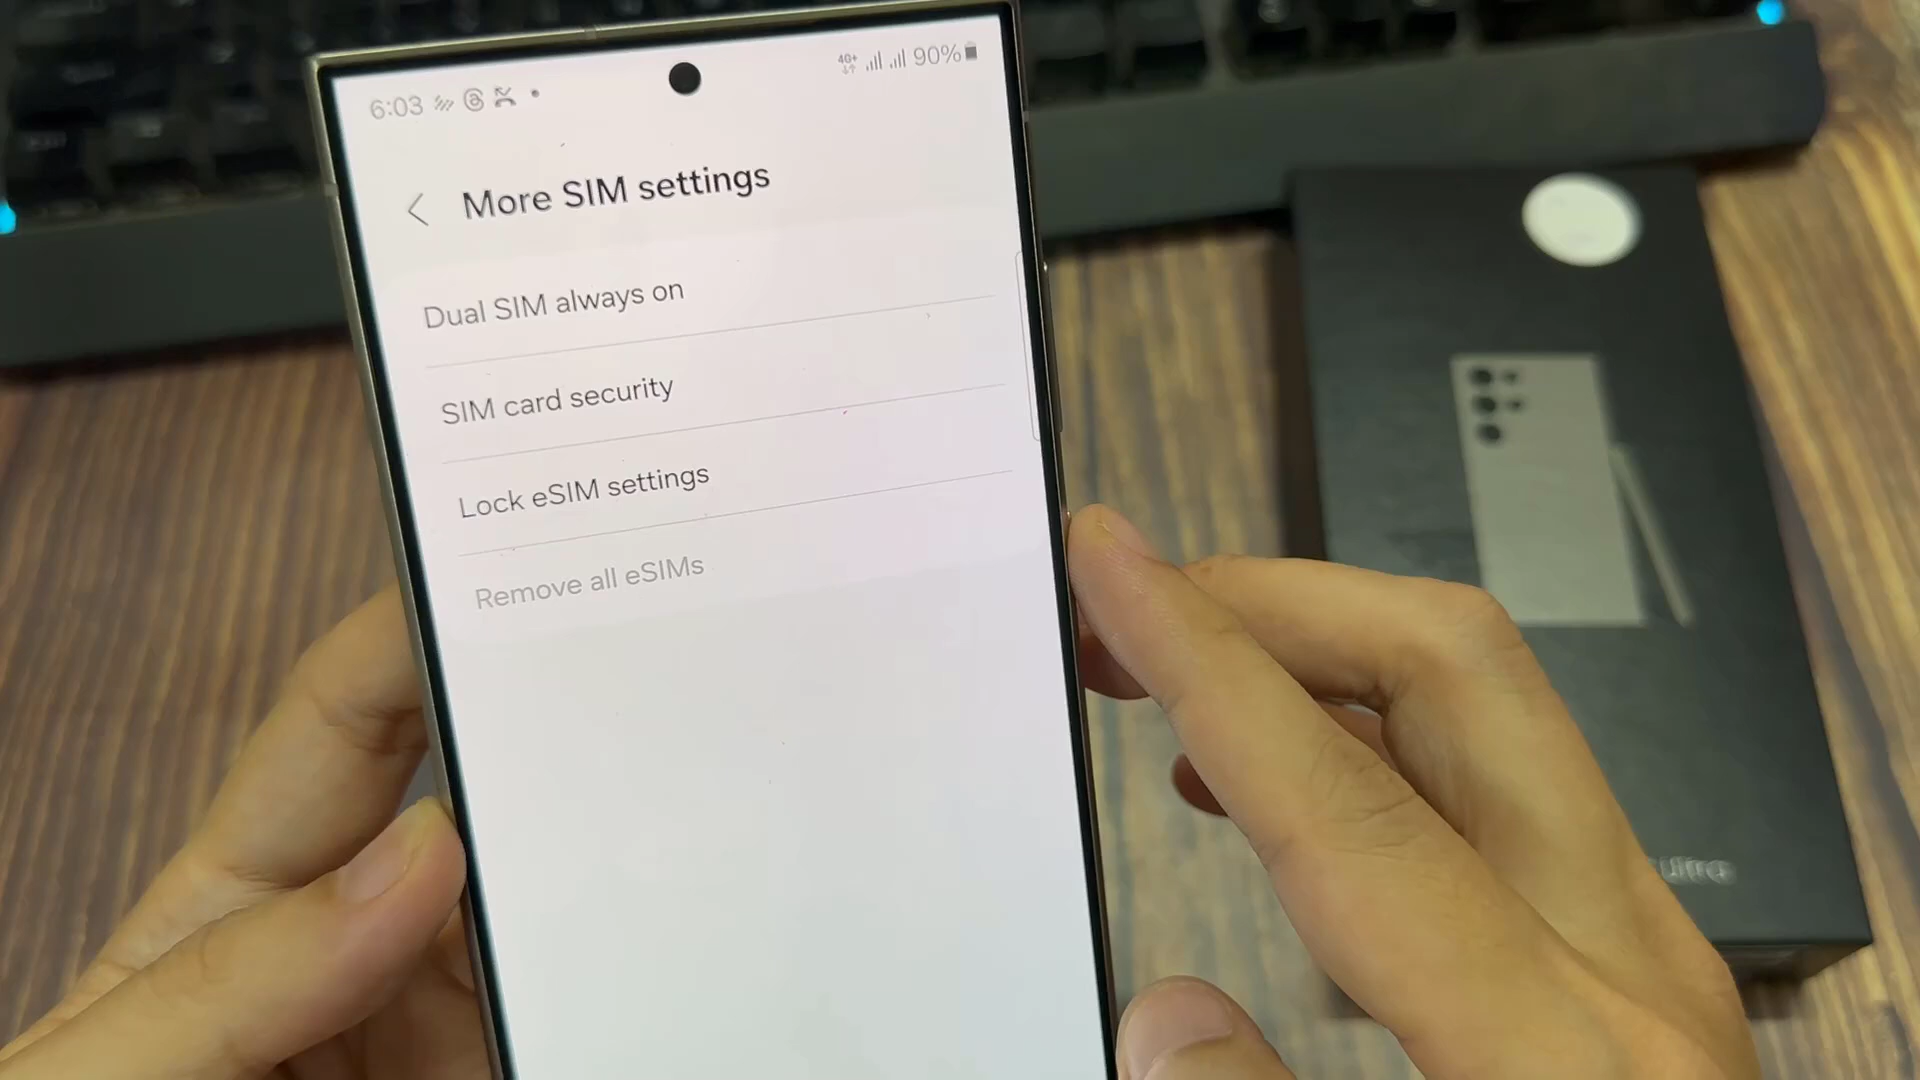 6:03
4G+ 90%
More SIM settings
Dual SIM always on
SIM card security
Lock eSIM settings
Remove all eSIMs